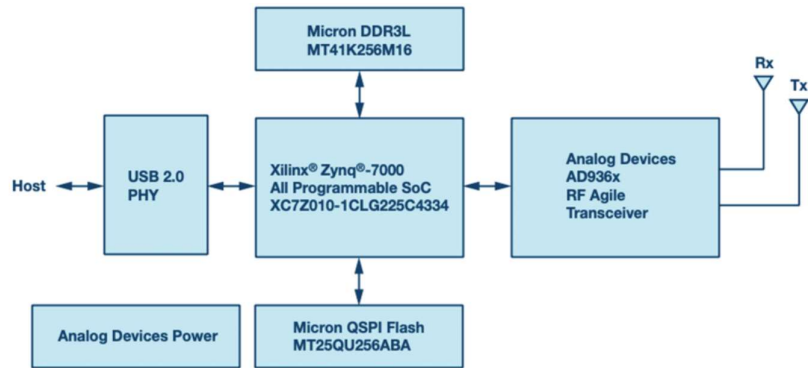 Micron DDR3L
MT41K256M16
Rx
Tx
Host
USB 2.0
PHY
Xilinx® Zynq®-7000
All Programmable SoC
XC7Z010-1CLG225C4334
Analog Devices
AD936x
RF Agile
Transceiver
Analog Devices Power
Micron QSPI Flash
MT25QU256ABA